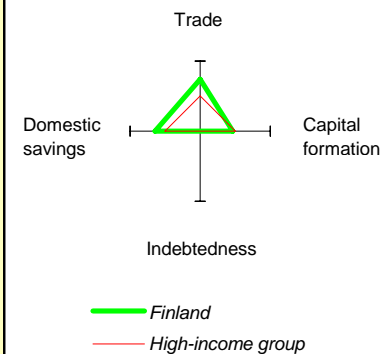 Trade
Domestic
savings
Capital
formation
Indebtedness
Finland
High-income group